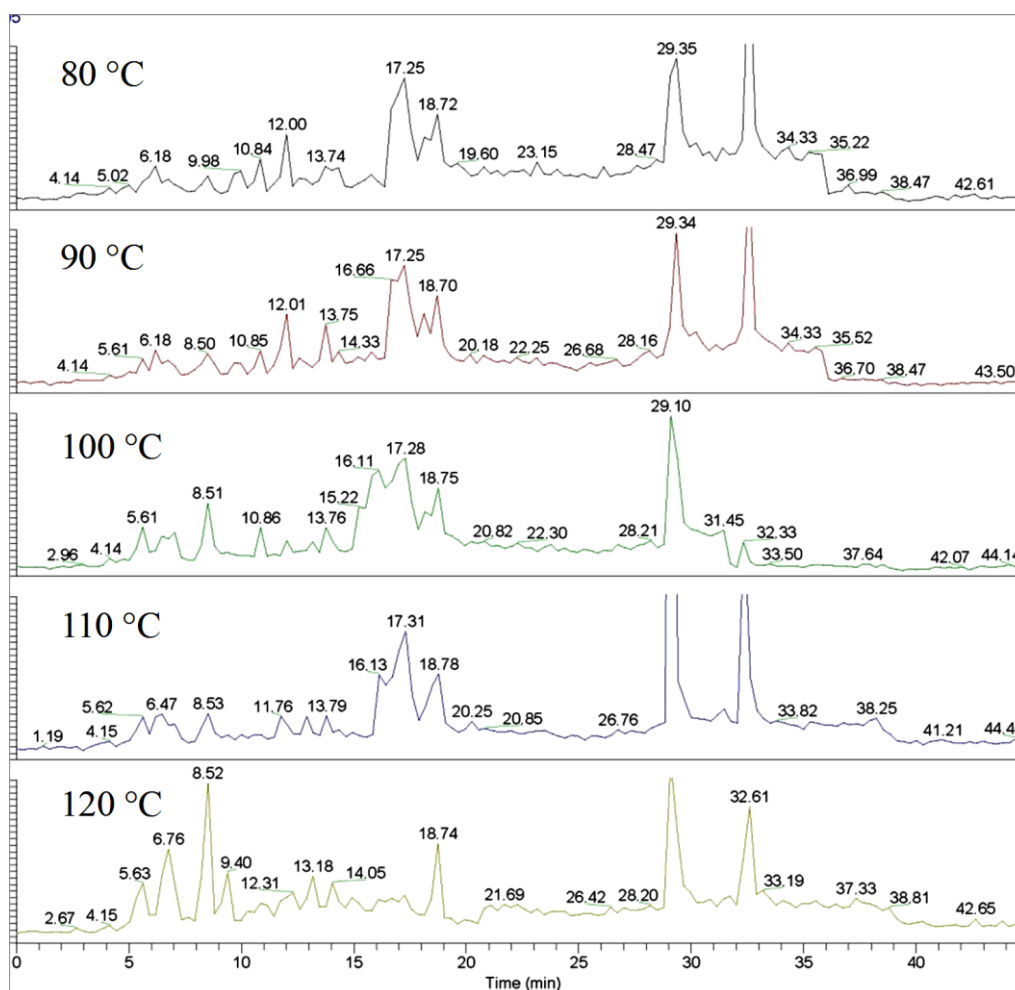 80 °C
4.14 5.02 6.18 9.98 10.84 12.00 13.74 17.25 18.72 19.60 23.15 28.47 29.35 34.33 35.22 36.99 38.47 42.61
90 °C
4.14 5.61 6.18 8.50 10.85 12.01 13.75 14.33 16.66 17.25 18.70 20.18 22.25 26.68 28.16 29.34 34.33 35.52 36.70 38.47 43.50
100 °C
2.96 4.14 5.61 8.51 10.86 13.76 15.22 16.11 17.28 18.75 20.82 22.30 28.21 29.10 31.45 32.33 33.50 37.64 42.07 44.14
110 °C
1.19 4.15 5.62 6.47 8.53 11.76 13.79 16.13 17.31 18.78 20.25 20.85 26.76 33.82 38.25 41.21 44.4
120 °C
2.67 4.15 5.63 6.76 8.52 9.40 12.31 13.18 14.05 18.74 21.69 26.42 28.20 32.61 33.19 37.33 38.81 42.65
0 5 10 15 20 25 30 35 40
Time (min)